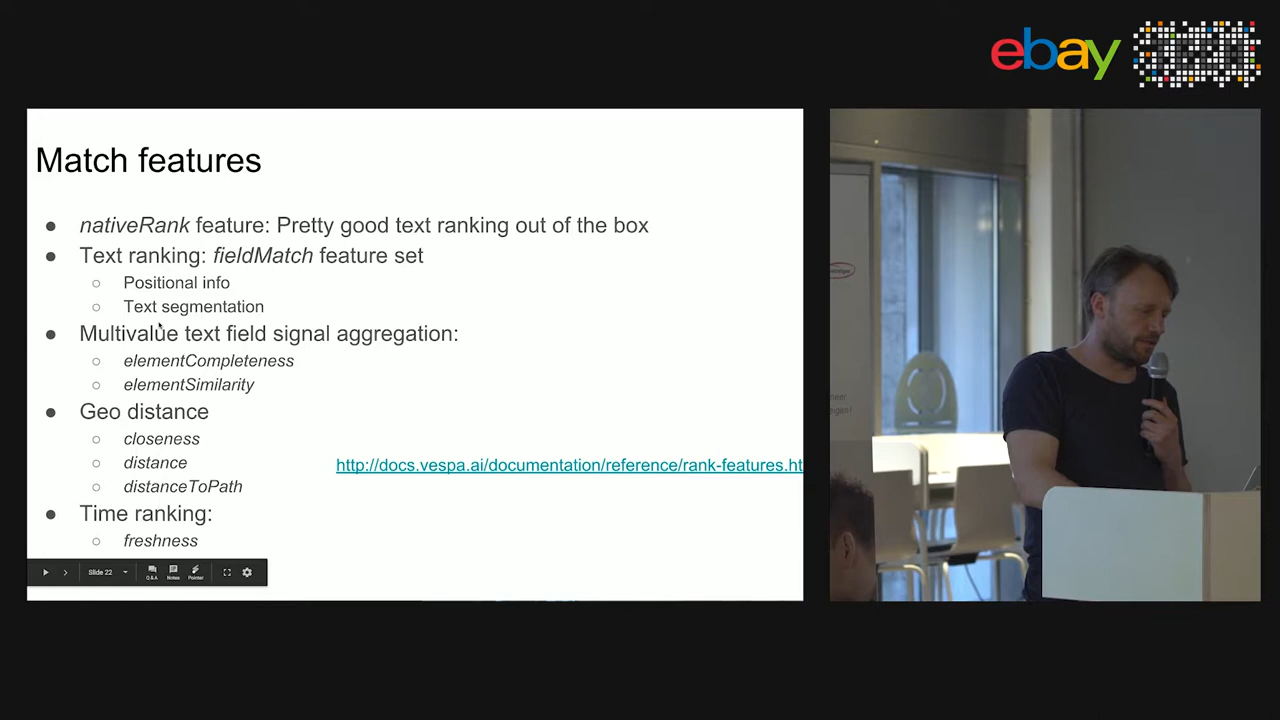 ebay
Match features
nativeRank feature: Pretty good text ranking out of the box
Text ranking: fieldMatch feature set
Positional info
Text segmentation
Multivalue text field signal aggregation:
elementCompleteness
elementSimilarity
Geo distance
closeness
distance
http://docs.vespa.ai/documentation/reference/rank-features.ht
distanceToPath
Time ranking:
freshness
Slide 22
Q&A
Notes
Pointer